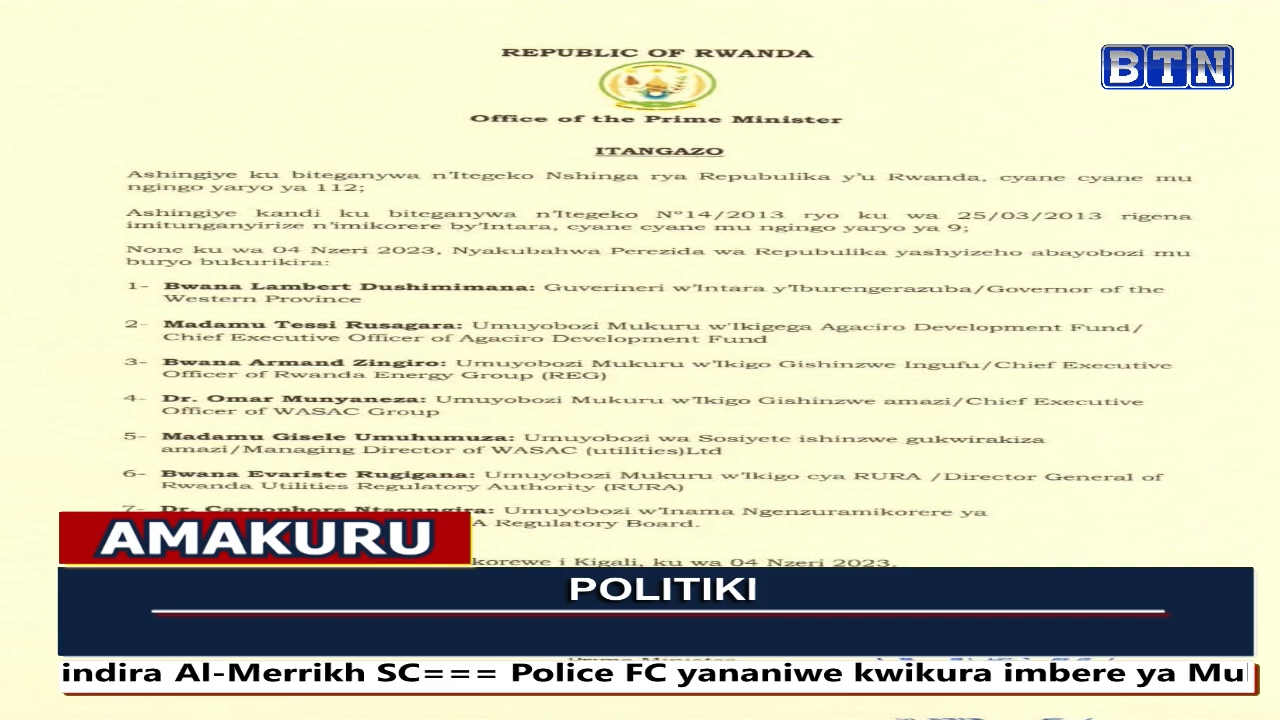 REPUBLIC OF RWANDA
BTN
Office of the Prime Minister
ITANGAZO
Ashingiye ku biteganywa n'Itegeko Nshinga rya Repubulika y'u Rwanda, cyane cyane mu
ngingo yaryo ya 112;
Ashingiye kandi ku biteganywa n'Itegeko N°14/2013 ryo ku wa 25/03/2013 rigena
imitunganyirize n'imikorere by'Intara, cyane cyane mu ngingo yaryo ya 9;
None ku wa 04 Nzeri 2023, Nyakubahwa Perezida wa Repubulika yashyizeho abayobozi mu
buryo bukurikira:
1- Bwana Lambert Dushimimana: Guverineri w'Intara y'Iburengerazuba/Governor of the
Western Province
2- Madamu Tessi Rusagara: Umuyobozi Mukuru w'Ikigega Agaciro Development Fund/
Chief Executive Officer of Agaciro Development Fund
3- Bwana Armand Zingiro: Umuyobozi Mukuru w'Ikigo Gishinzwe Ingufu/Chief Executive
Officer of Rwanda Energy Group (REG)
4- Dr. Omar Munyaneza: Umuyobozi Mukuru w'Ikigo Gishinzwe amazi/Chief Executive
Officer of WASAC Group
5- Madamu Gisele Umuhumuza: Umuyobozi wa Sosiyete ishinzwe gukwirakiza
amazi/Managing Director of WASAC (utilities)Ltd
6- Bwana Evariste Rugigana: Umuyobozi Mukuru w'Ikigo cya RURA /Director General of
Rwanda Utilities Regulatory Authority (RURA)
7- Dr. Carpophore Ntagungira: Umuyobozi w'Inama Ngenzuramikorere ya
A Regulatory Board.
korewe i Kigali, ku wa 04 Nzeri 2023.
AMAKURU
POLITIKI
indira Al-Merrikh SC=== Police FC yananiwe kwikura imbere ya Mu